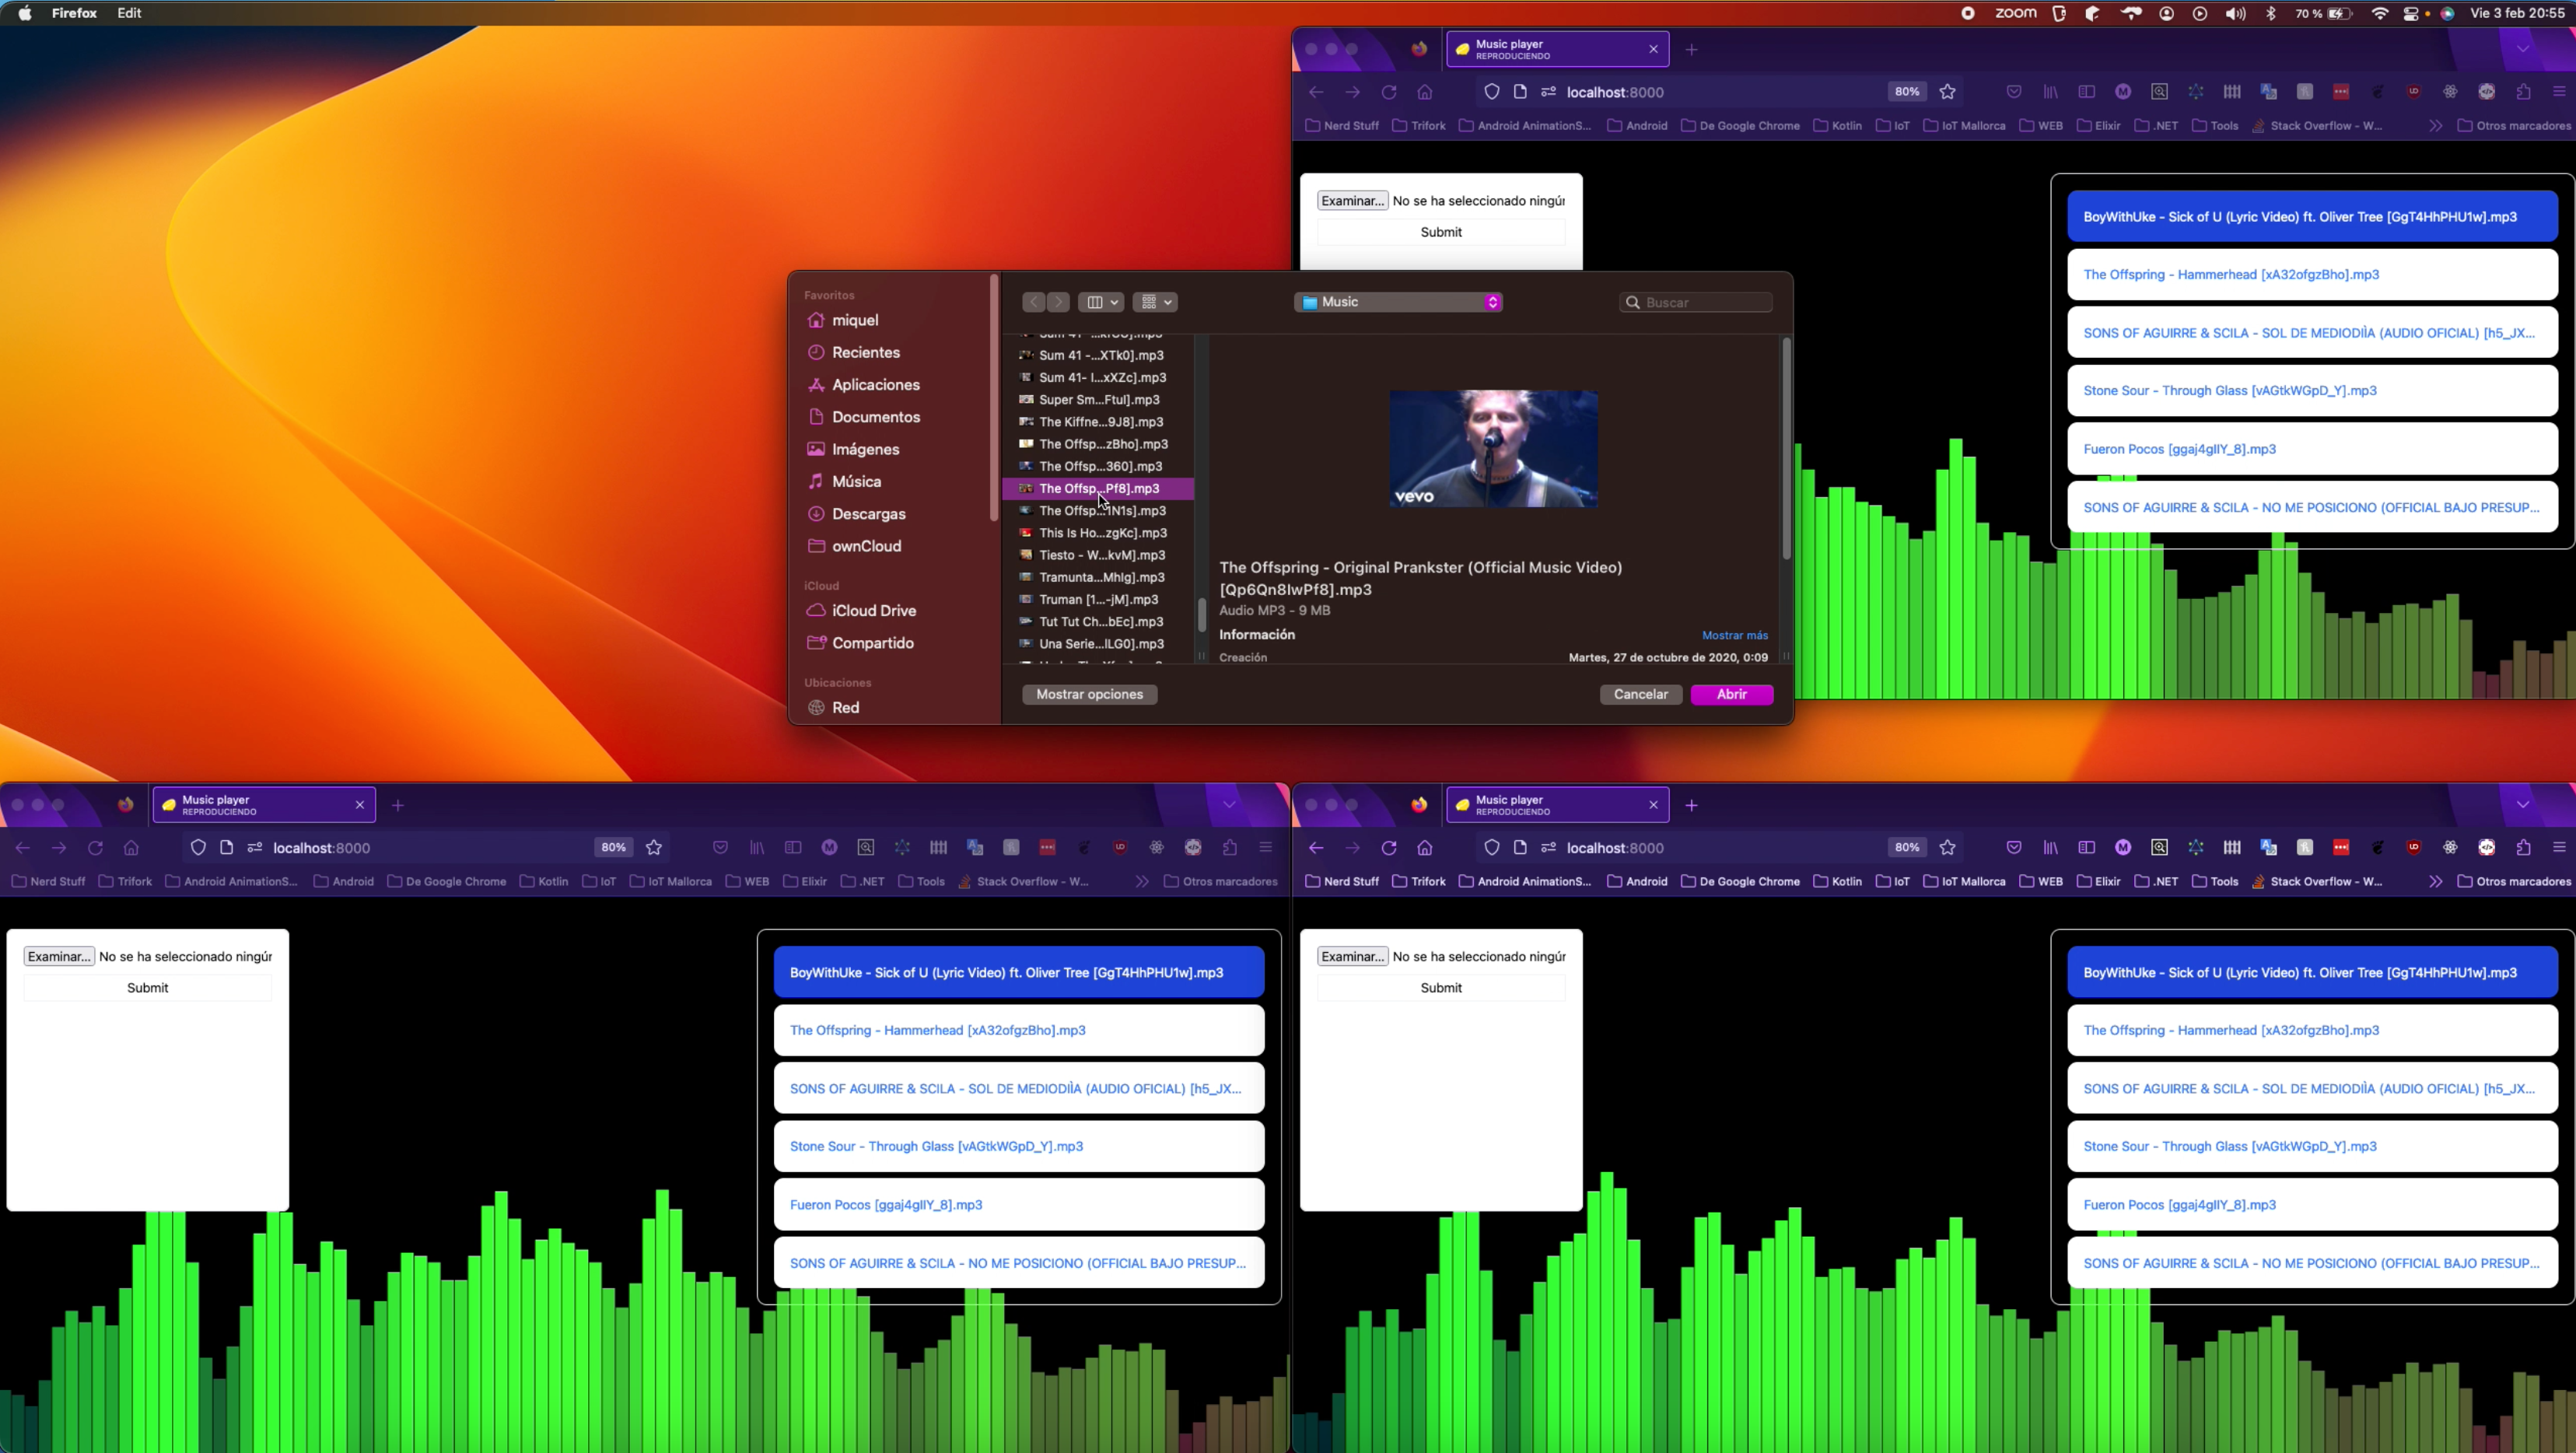 Firefox Edit
zoom 70 % Vie 3 feb 20:55
Music player
REPRODUCIENDO
localhost:8000 80%
Nerd Stuff Trifork Android AnimationS... Android De Google Chrome Kotlin IoT IoT Mallorca WEB Elixir .NET Tools Stack Overflow - W... Otros marcadores
Examinar... No se ha seleccionado ningún
Submit
BoyWithUke - Sick of U (Lyric Video) ft. Oliver Tree [GgT4HhPHU1w].mp3
The Offspring - Hammerhead [xA32ofgzBho].mp3
SONS OF AGUIRRE & SCILA - SOL DE MEDIODÍÌA (AUDIO OFICIAL) [h5_JX...
Stone Sour - Through Glass [vAGtkWGpD_Y].mp3
Fueron Pocos [ggaj4glIY_8].mp3
SONS OF AGUIRRE & SCILA - NO ME POSICIONO (OFFICIAL BAJO PRESUP...
Favoritos
miquel
Recientes
Aplicaciones
Documentos
Imágenes
Música
Descargas
ownCloud
iCloud
iCloud Drive
Compartido
Ubicaciones
Red
Music
Buscar
Sum 41 -...XTk0].mp3
Sum 41- I...xXZc].mp3
Super Sm...FtuI].mp3
The Kiffne...9J8].mp3
The Offsp...zBho].mp3
The Offsp...360].mp3
The Offsp...Pf8].mp3
The Offsp...1N1s].mp3
This Is Ho...zgKc].mp3
Tiesto - W...kvM].mp3
Tramunta...MhIg].mp3
Truman [1...-jM].mp3
Tut Tut Ch...bEc].mp3
Una Serie...ILG0].mp3
vevo
The Offspring - Original Prankster (Official Music Video)
[Qp6Qn8IwPf8].mp3
Audio MP3 - 9 MB
Información Mostrar más
Creación Martes, 27 de octubre de 2020, 0:09
Mostrar opciones Cancelar Abrir
Music player
REPRODUCIENDO
localhost:8000 80%
Nerd Stuff Trifork Android AnimationS... Android De Google Chrome Kotlin IoT IoT Mallorca WEB Elixir .NET Tools Stack Overflow - W... Otros marcadores
Examinar... No se ha seleccionado ningún
Submit
BoyWithUke - Sick of U (Lyric Video) ft. Oliver Tree [GgT4HhPHU1w].mp3
The Offspring - Hammerhead [xA32ofgzBho].mp3
SONS OF AGUIRRE & SCILA - SOL DE MEDIODÍÌA (AUDIO OFICIAL) [h5_JX...
Stone Sour - Through Glass [vAGtkWGpD_Y].mp3
Fueron Pocos [ggaj4glIY_8].mp3
SONS OF AGUIRRE & SCILA - NO ME POSICIONO (OFFICIAL BAJO PRESUP...
Music player
REPRODUCIENDO
localhost:8000 80%
Nerd Stuff Trifork Android AnimationS... Android De Google Chrome Kotlin IoT IoT Mallorca WEB Elixir .NET Tools Stack Overflow - W... Otros marcadores
Examinar... No se ha seleccionado ningún
Submit
BoyWithUke - Sick of U (Lyric Video) ft. Oliver Tree [GgT4HhPHU1w].mp3
The Offspring - Hammerhead [xA32ofgzBho].mp3
SONS OF AGUIRRE & SCILA - SOL DE MEDIODÍÌA (AUDIO OFICIAL) [h5_JX...
Stone Sour - Through Glass [vAGtkWGpD_Y].mp3
Fueron Pocos [ggaj4glIY_8].mp3
SONS OF AGUIRRE & SCILA - NO ME POSICIONO (OFFICIAL BAJO PRESUP...